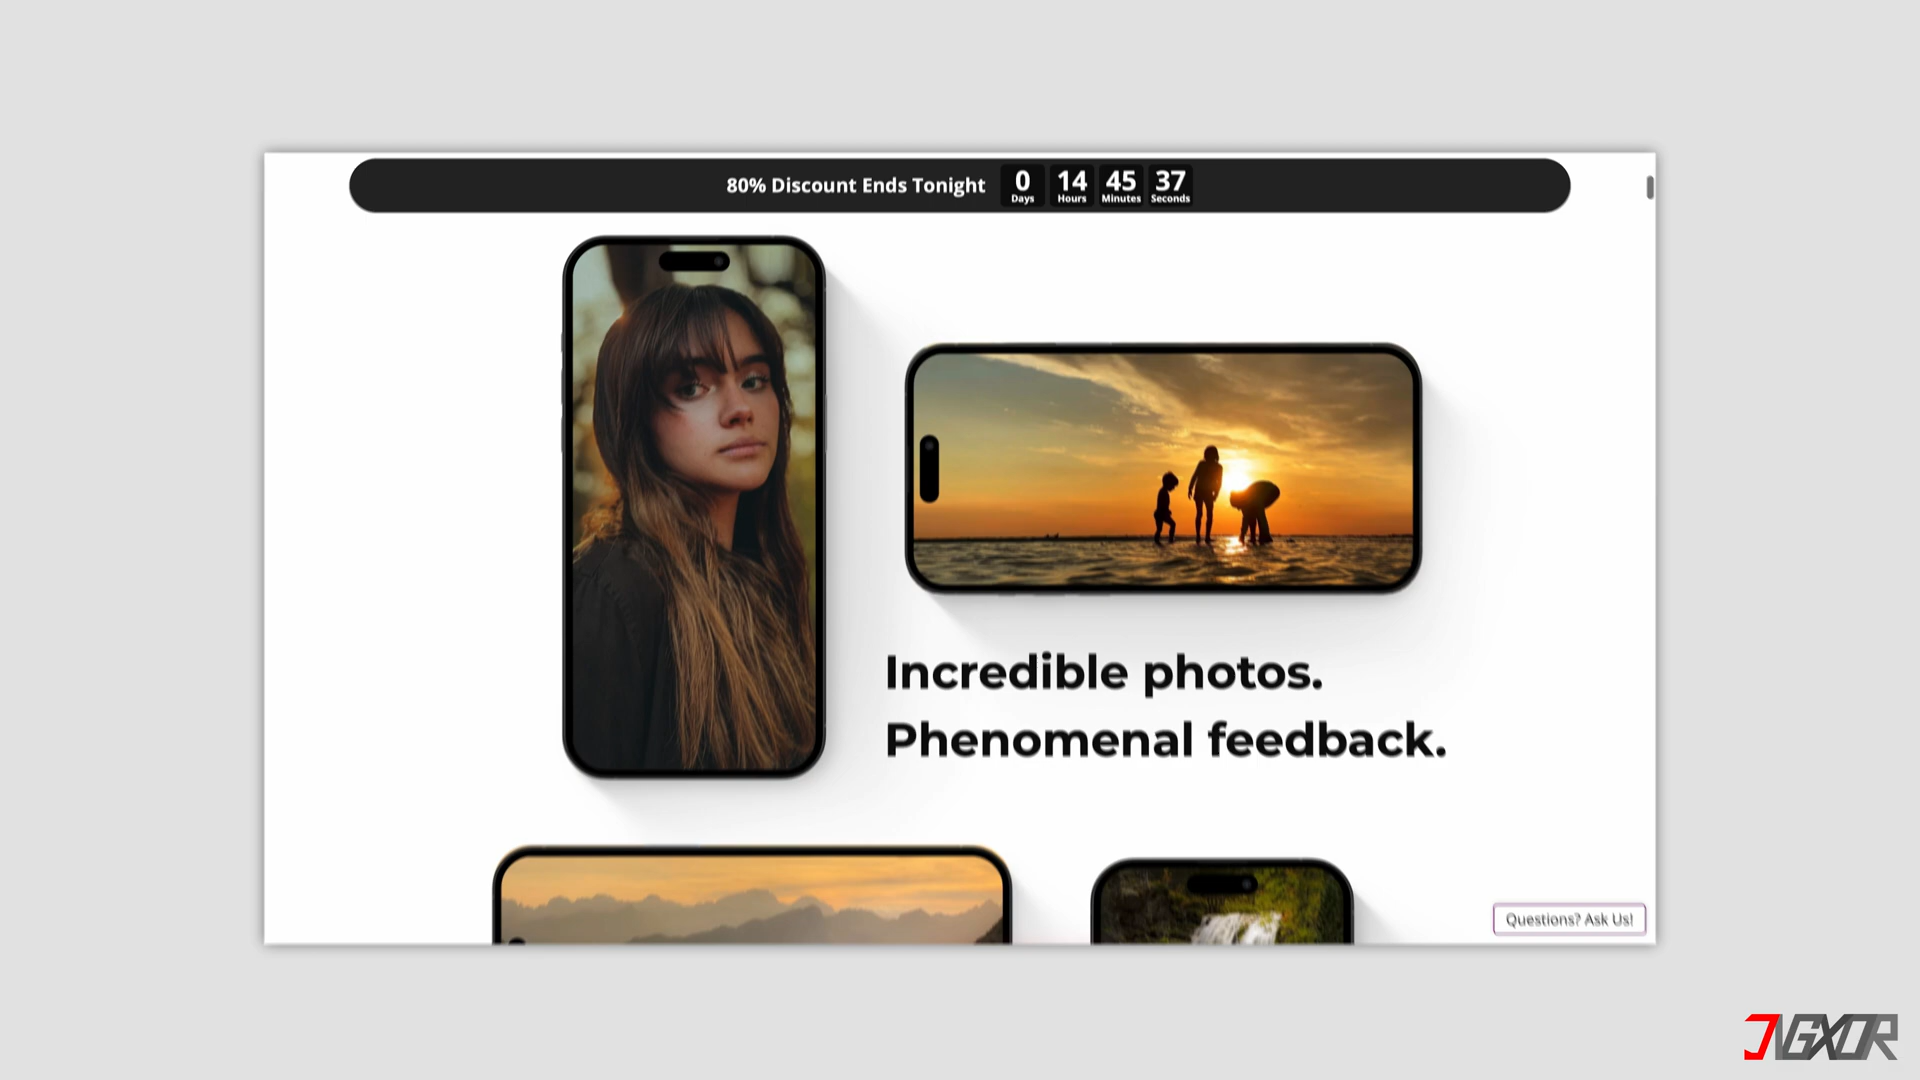 80% Discount Ends Tonight
0 14 45 37
Days Hours Minutes Seconds
Incredible photos.
Phenomenal feedback.
Questions? Ask Us!
JNGXOR